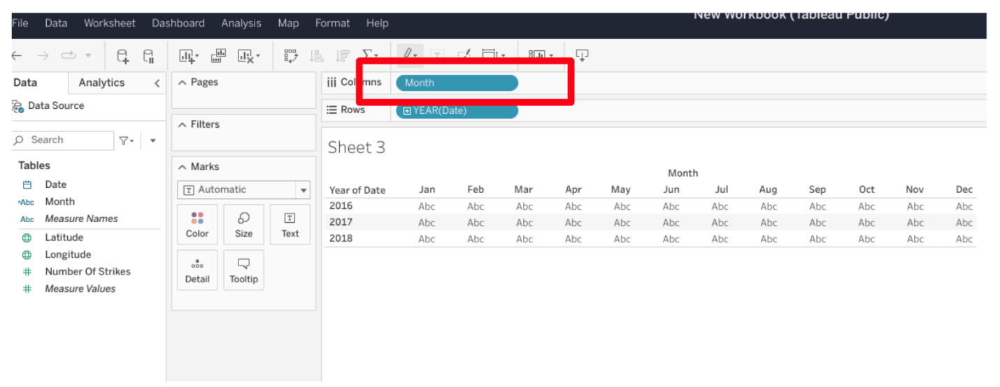 New Workbook (Tableau Public)
File Data Worksheet Dashboard Analysis Map Format Help
Data Analytics
Data Source
Search
Tables
Date
Abc Month
Abc Measure Names
Latitude
Longitude
Number Of Strikes
Measure Values
Pages
Filters
Marks
Automatic
Color Size Text
Detail Tooltip
Columns Month
Rows YEAR(Date)
Sheet 3
Month
Year of Date Jan Feb Mar Apr May Jun Jul Aug Sep Oct Nov Dec
2016 Abc Abc Abc Abc Abc Abc Abc Abc Abc Abc Abc Abc
2017 Abc Abc Abc Abc Abc Abc Abc Abc Abc Abc Abc Abc
2018 Abc Abc Abc Abc Abc Abc Abc Abc Abc Abc Abc Abc